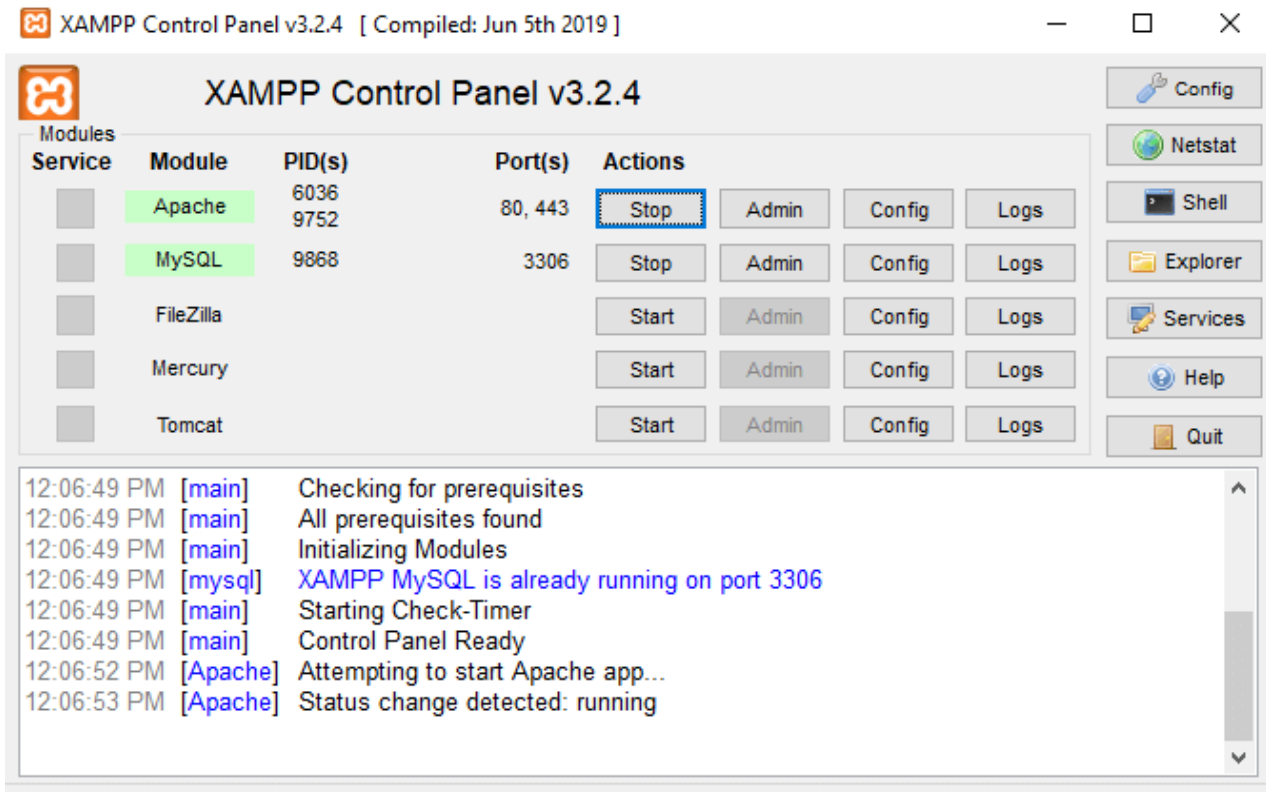 XAMPP Control Panel v3.2.4 [ Compiled: Jun 5th 2019 ]
XAMPP Control Panel v3.2.4
Config
Modules
Service Module PID(s) Port(s) Actions
Netstat
Apache 6036 9752 80, 443 Stop Admin Config Logs
Shell
MySQL 9868 3306 Stop Admin Config Logs
Explorer
FileZilla Start Admin Config Logs
Services
Mercury Start Admin Config Logs
Help
Tomcat Start Admin Config Logs
Quit
12:06:49 PM [main] Checking for prerequisites
12:06:49 PM [main] All prerequisites found
12:06:49 PM [main] Initializing Modules
12:06:49 PM [mysql] XAMPP MySQL is already running on port 3306
12:06:49 PM [main] Starting Check-Timer
12:06:49 PM [main] Control Panel Ready
12:06:52 PM [Apache] Attempting to start Apache app...
12:06:53 PM [Apache] Status change detected: running